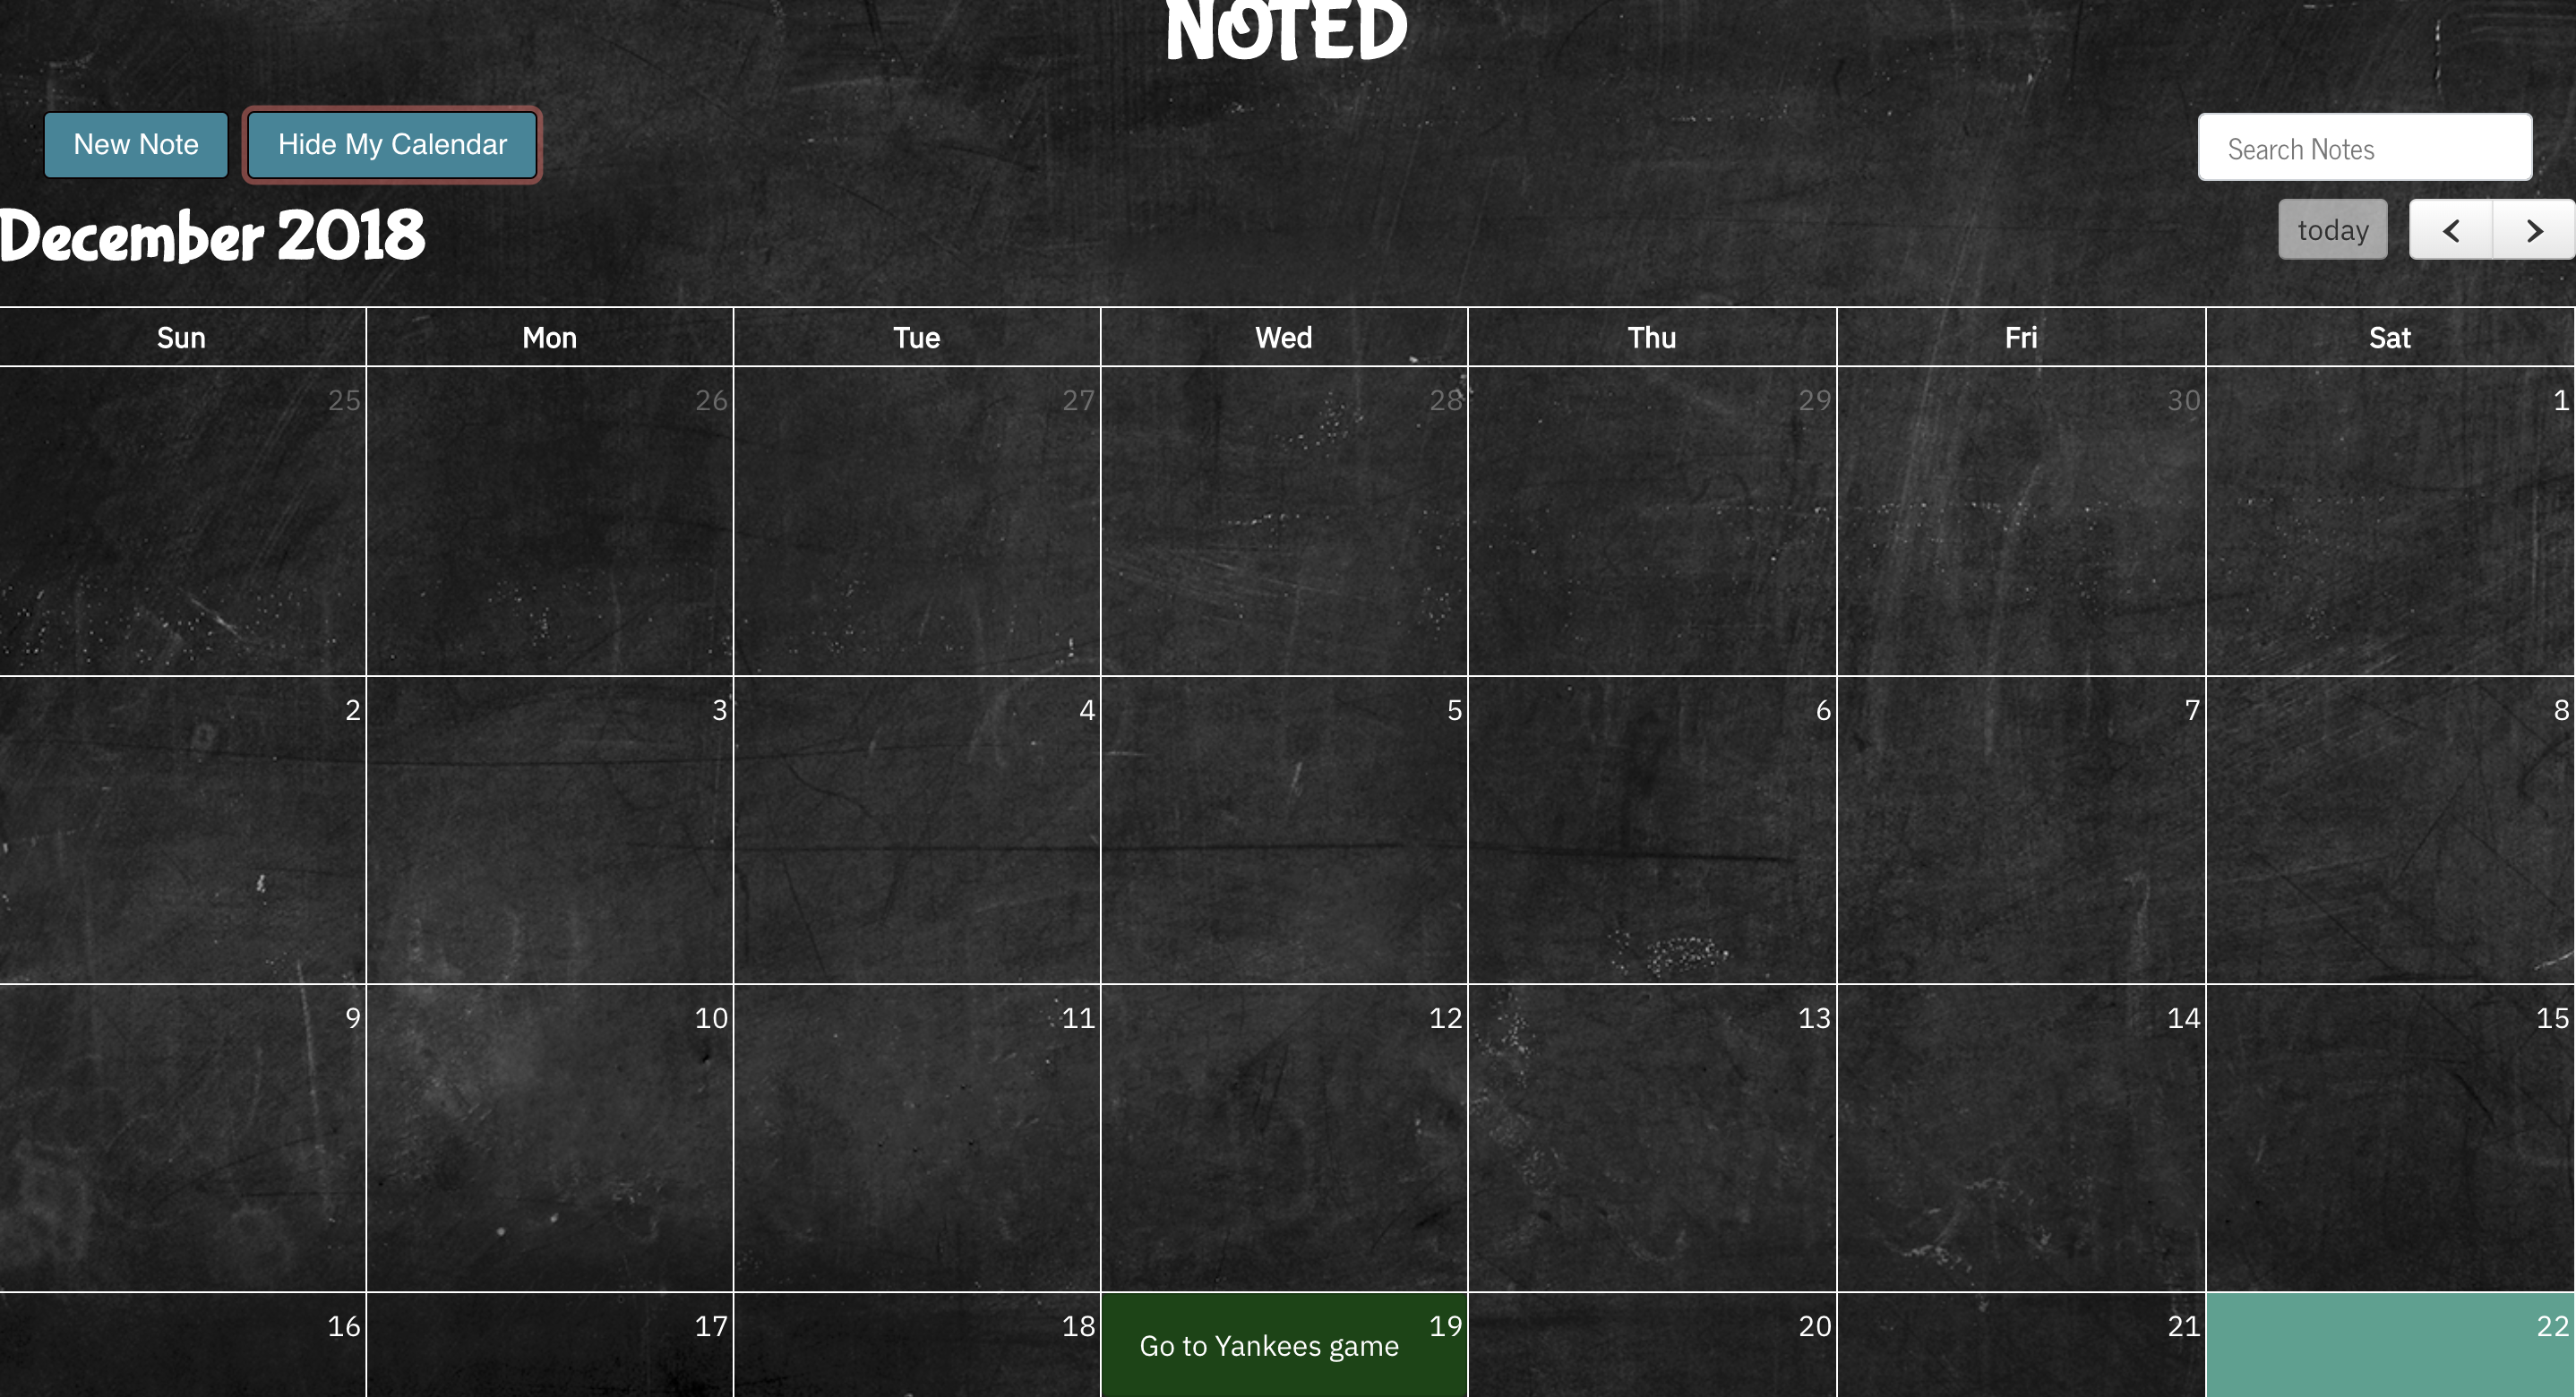 NOTED
New Note Hide My Calendar Search Notes
December 2018 today
Sun Mon Tue Wed Thu Fri Sat
25 26 27 28 29 30 1
2 3 4 5 6 7 8
9 10 11 12 13 14 15
16 17 18 19 20 21 22
Go to Yankees game